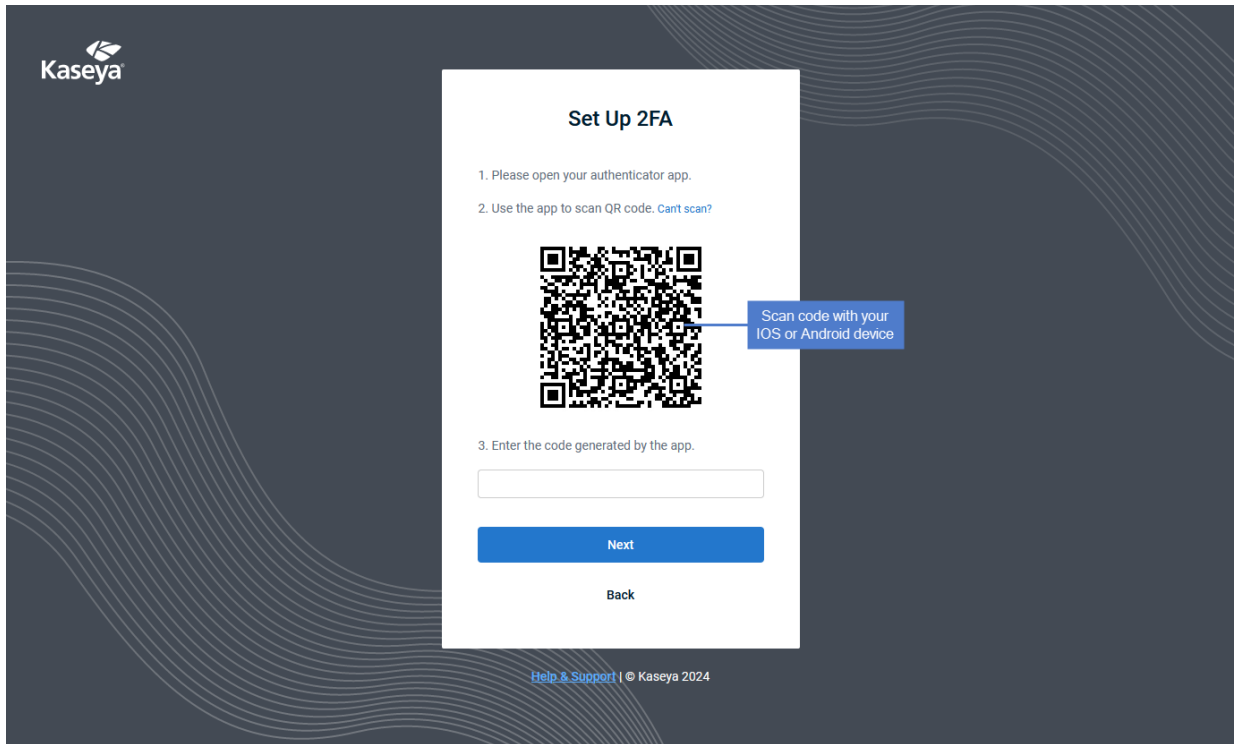 Kaseya
Set Up 2FA
1. Please open your authenticator app.
2. Use the app to scan QR code. Can't scan?
Scan code with your
IOS or Android device
3. Enter the code generated by the app.
Next
Back
Help & Support | © Kaseya 2024